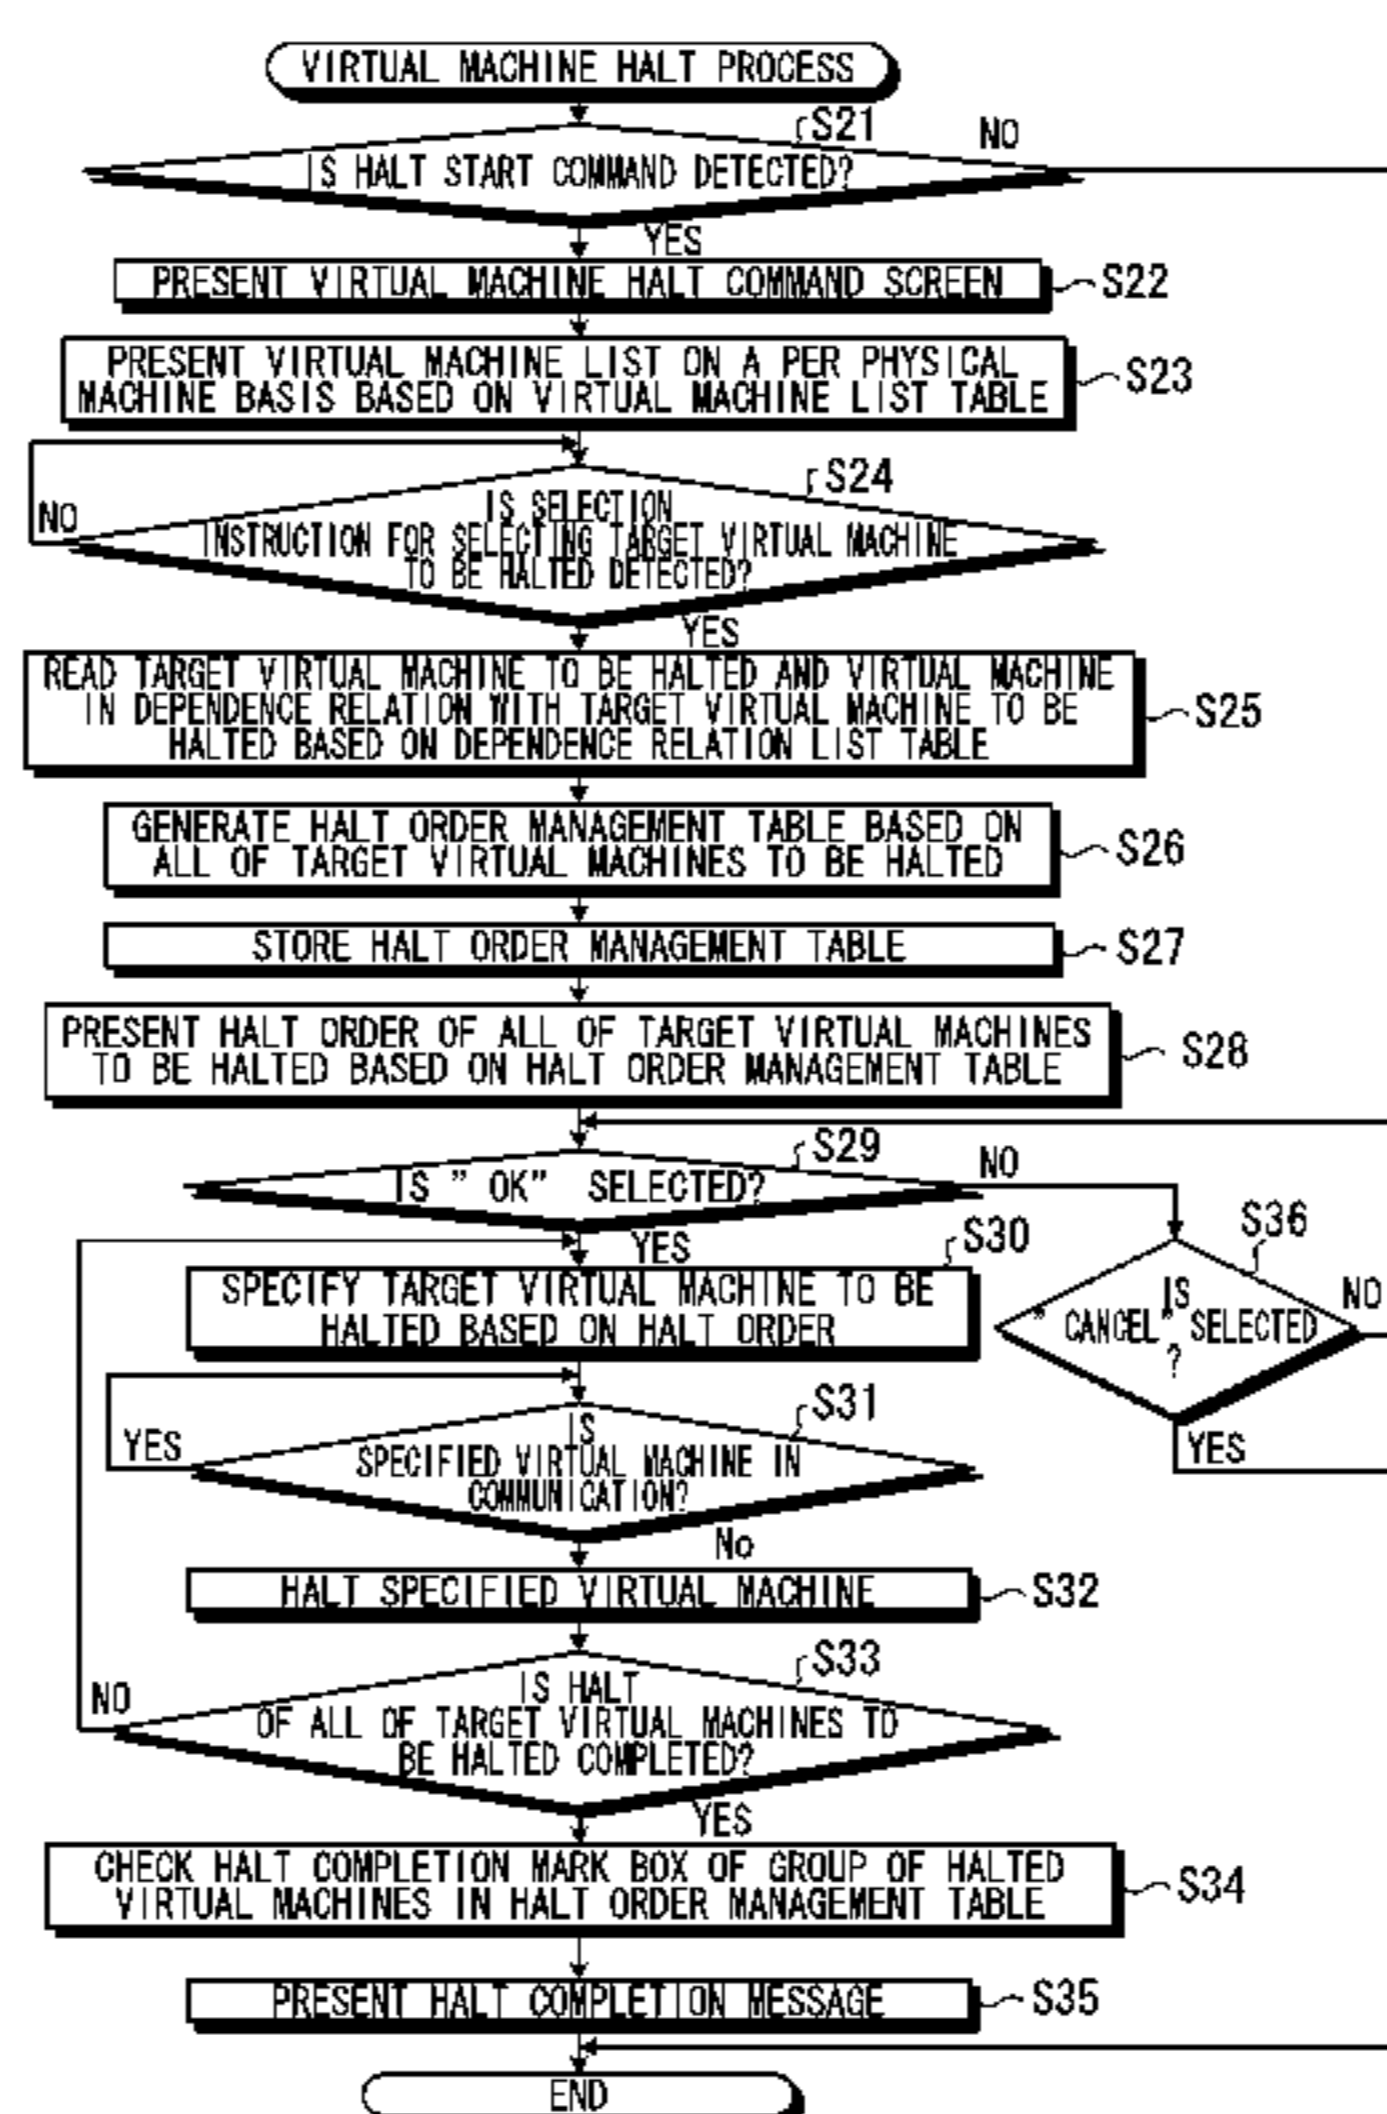 VIRTUAL MACHINE HALT PROCESS
S21
NO
IS HALT START COMMAND DETECTED?
YES
PRESENT VIRTUAL MACHINE HALT COMMAND SCREEN
S22
PRESENT VIRTUAL MACHINE LIST ON A PER PHYSICAL
MACHINE BASIS BASED ON VIRTUAL MACHINE LIST TABLE
S23
S24
NO
IS SELECTION
INSTRUCTION FOR SELECTING TARGET VIRTUAL MACHINE
TO BE HALTED DETECTED?
YES
READ TARGET VIRTUAL MACHINE TO BE HALTED AND VIRTUAL MACHINE
IN DEPENDENCE RELATION WITH TARGET VIRTUAL MACHINE TO BE
HALTED BASED ON DEPENDENCE RELATION LIST TABLE
S25
GENERATE HALT ORDER MANAGEMENT TABLE BASED ON
ALL OF TARGET VIRTUAL MACHINES TO BE HALTED
S26
STORE HALT ORDER MANAGEMENT TABLE
S27
PRESENT HALT ORDER OF ALL OF TARGET VIRTUAL MACHINES
TO BE HALTED BASED ON HALT ORDER MANAGEMENT TABLE
S28
S29
NO
IS ” OK” SELECTED?
YES
S30
SPECIFY TARGET VIRTUAL MACHINE TO BE
HALTED BASED ON HALT ORDER
S36
IS
” CANCEL” SELECTED
?
NO
YES
S31
YES
IS
SPECIFIED VIRTUAL MACHINE IN
COMMUNICATION?
No
HALT SPECIFIED VIRTUAL MACHINE
S32
S33
NO
IS HALT
OF ALL OF TARGET VIRTUAL MACHINES TO
BE HALTED COMPLETED?
YES
CHECK HALT COMPLETION MARK BOX OF GROUP OF HALTED
VIRTUAL MACHINES IN HALT ORDER MANAGEMENT TABLE
S34
PRESENT HALT COMPLETION MESSAGE
S35
END